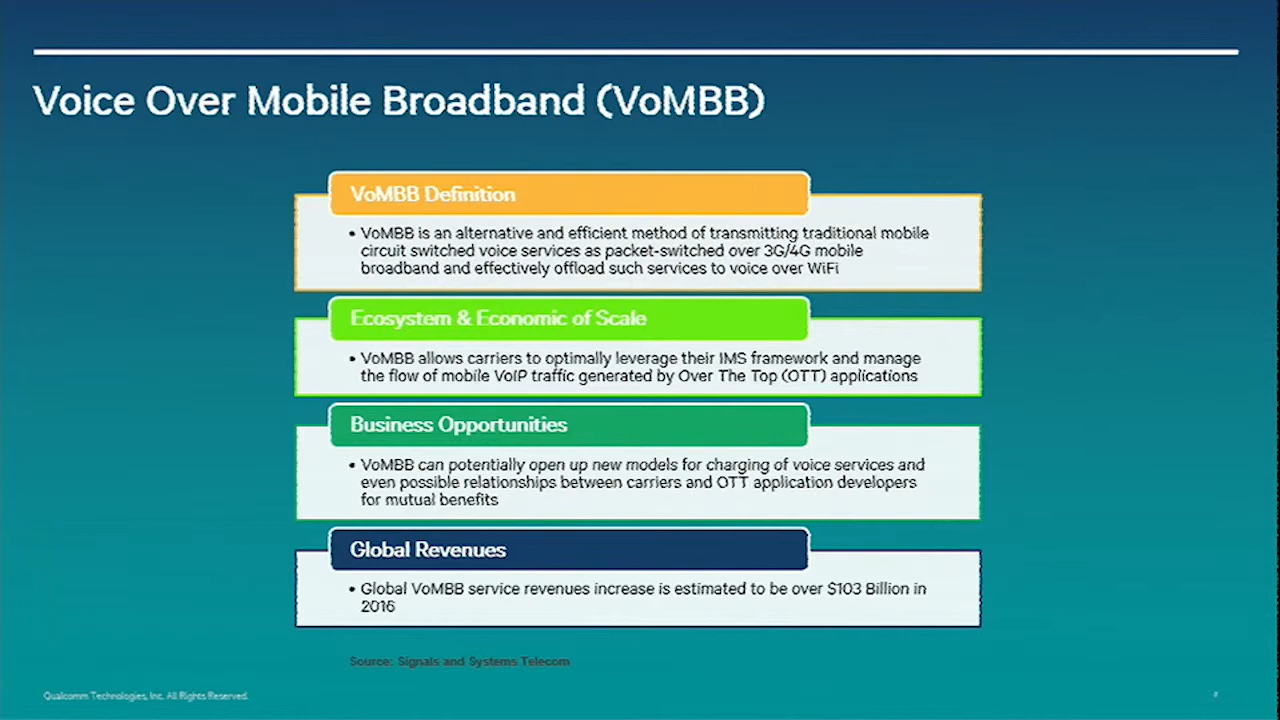 Voice Over Mobile Broadband (VoMBB)
VoMBB Definition
• VoMBB is an alternative and efficient method of transmitting traditional mobile
circuit switched voice services as packet-switched over 3G/4G mobile
broadband and effectively offload such services to voice over WiFi
Ecosystem & Economic of Scale
• VoMBB allows carriers to optimally leverage their IMS framework and manage
the flow of mobile VoIP traffic generated by Over The Top (OTT) applications
Business Opportunities
• VoMBB can potentially open up new models for charging of voice services and
even possible relationships between carriers and OTT application developers
for mutual benefits
Global Revenues
• Global VoMBB service revenues increase is estimated to be over $103 Billion in
2016
Source: Signals and Systems Telecom
Qualcomm Technologies, Inc. All Rights Reserved.